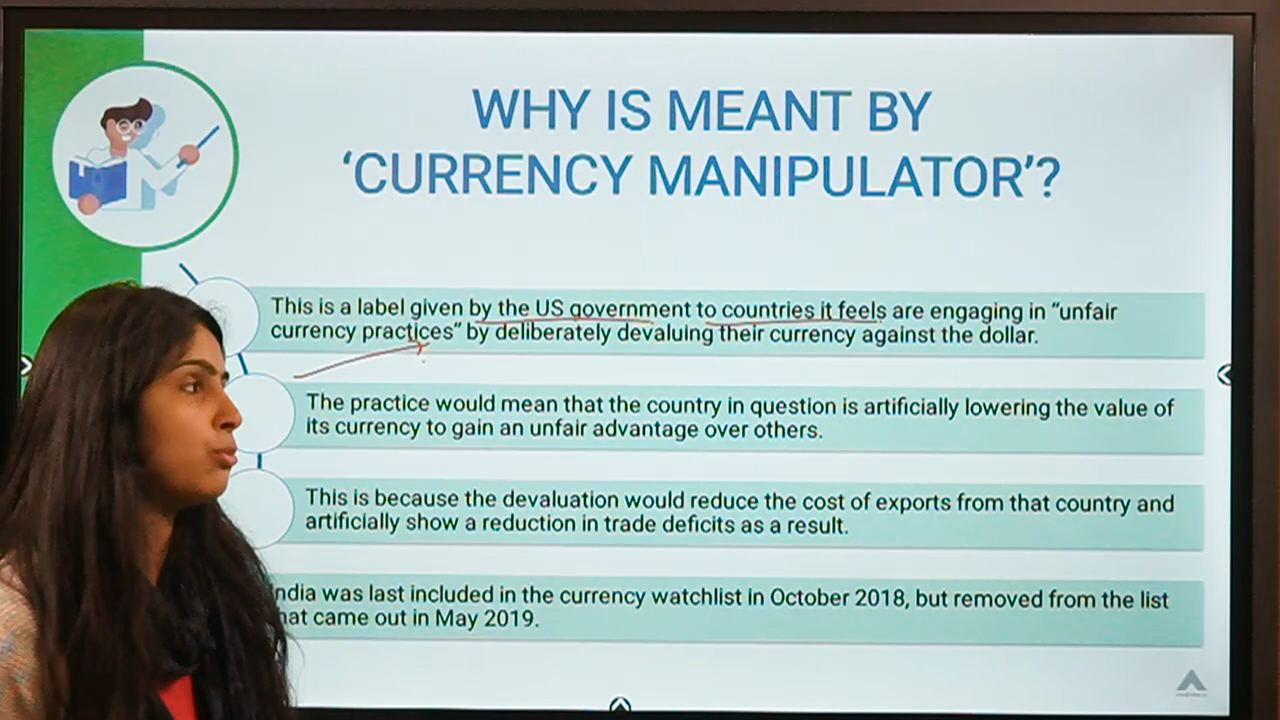 WHY IS MEANT BY
‘CURRENCY MANIPULATOR’?
This is a label given by the US government to countries it feels are engaging in “unfair
currency practices” by deliberately devaluing their currency against the dollar.
The practice would mean that the country in question is artificially lowering the value of
its currency to gain an unfair advantage over others.
This is because the devaluation would reduce the cost of exports from that country and
artificially show a reduction in trade deficits as a result.
ndia was last included in the currency watchlist in October 2018, but removed from the list
hat came out in May 2019.